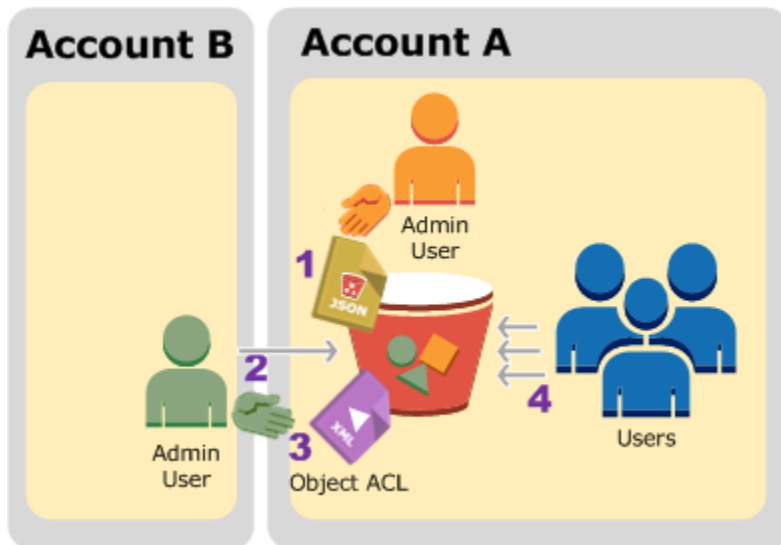 Account B
Account A
Admin
User
1
JSON
2
4
3
XML
Admin
User
Object ACL
Users